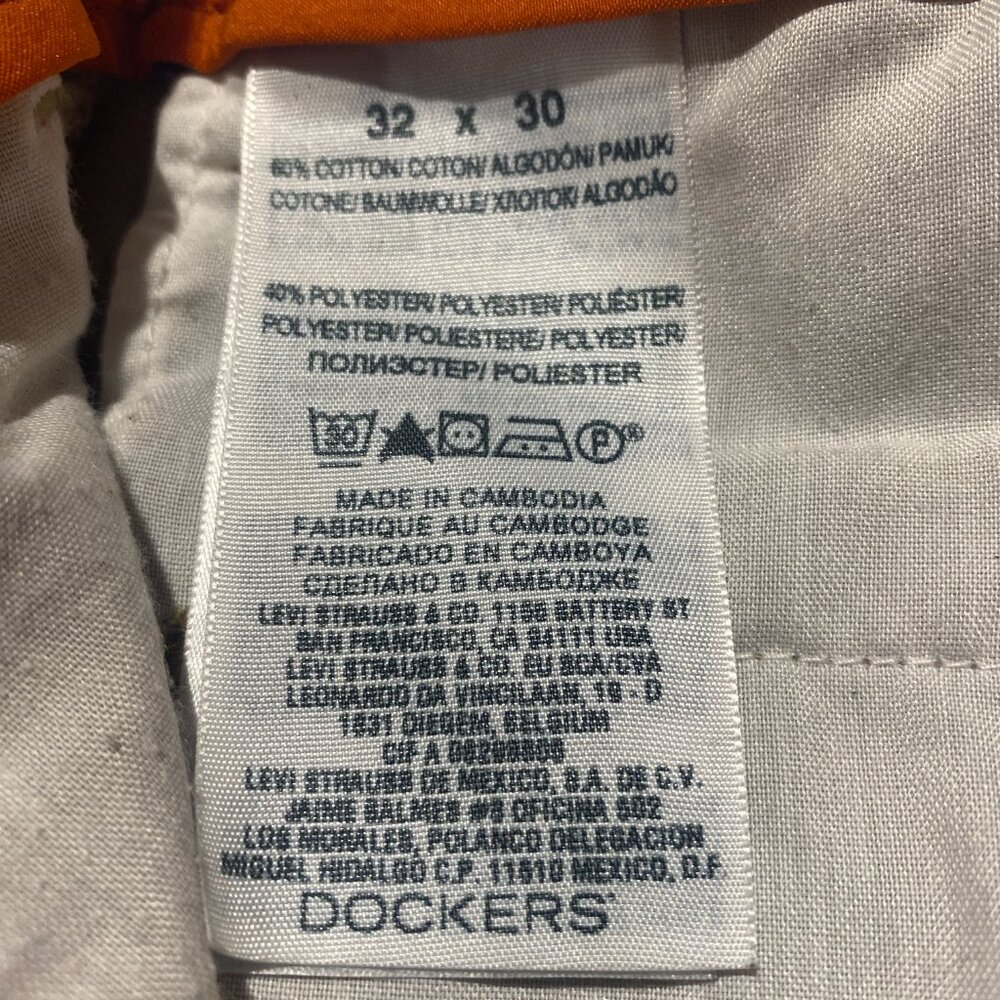 32 x 30
60% COTTON/ COTON/ ALGODÓN/ PAMUK/
COTONE/ BAUMWOLLE/ ХЛОПОК/ ALGODÃO
40% POLYESTER/ POLYESTER/ POLIÉSTER/
POLYESTER/ POLIESTERE/ POLYESTER/
ПОЛИЭСТЕР/ POLIESTER
30 P®
MADE IN CAMBODIA
FABRIQUE AU CAMBODGE
FABRICADO EN CAMBOYA
СДЕЛАНО В КАМБОДЖЕ
LEVI STRAUSS & CO. 1155 BATTERY ST
SAN FRANCISCO, CA 94111 USA
LEVI STRAUSS & CO. EU SCA/CVA
LEONARDO DA VINCILAAN, 19 - D
1831 DIEGEM, BELGIUM
CIF A
LEVI STRAUSS DE MEXICO, S.A. DE C.V.
JAIME BALMES OFICINA
LOS MORALES, POLANCO DELEGACION
MIGUEL HIDALGO C.P. 11510 MEXICO, D.F
DOCKERS